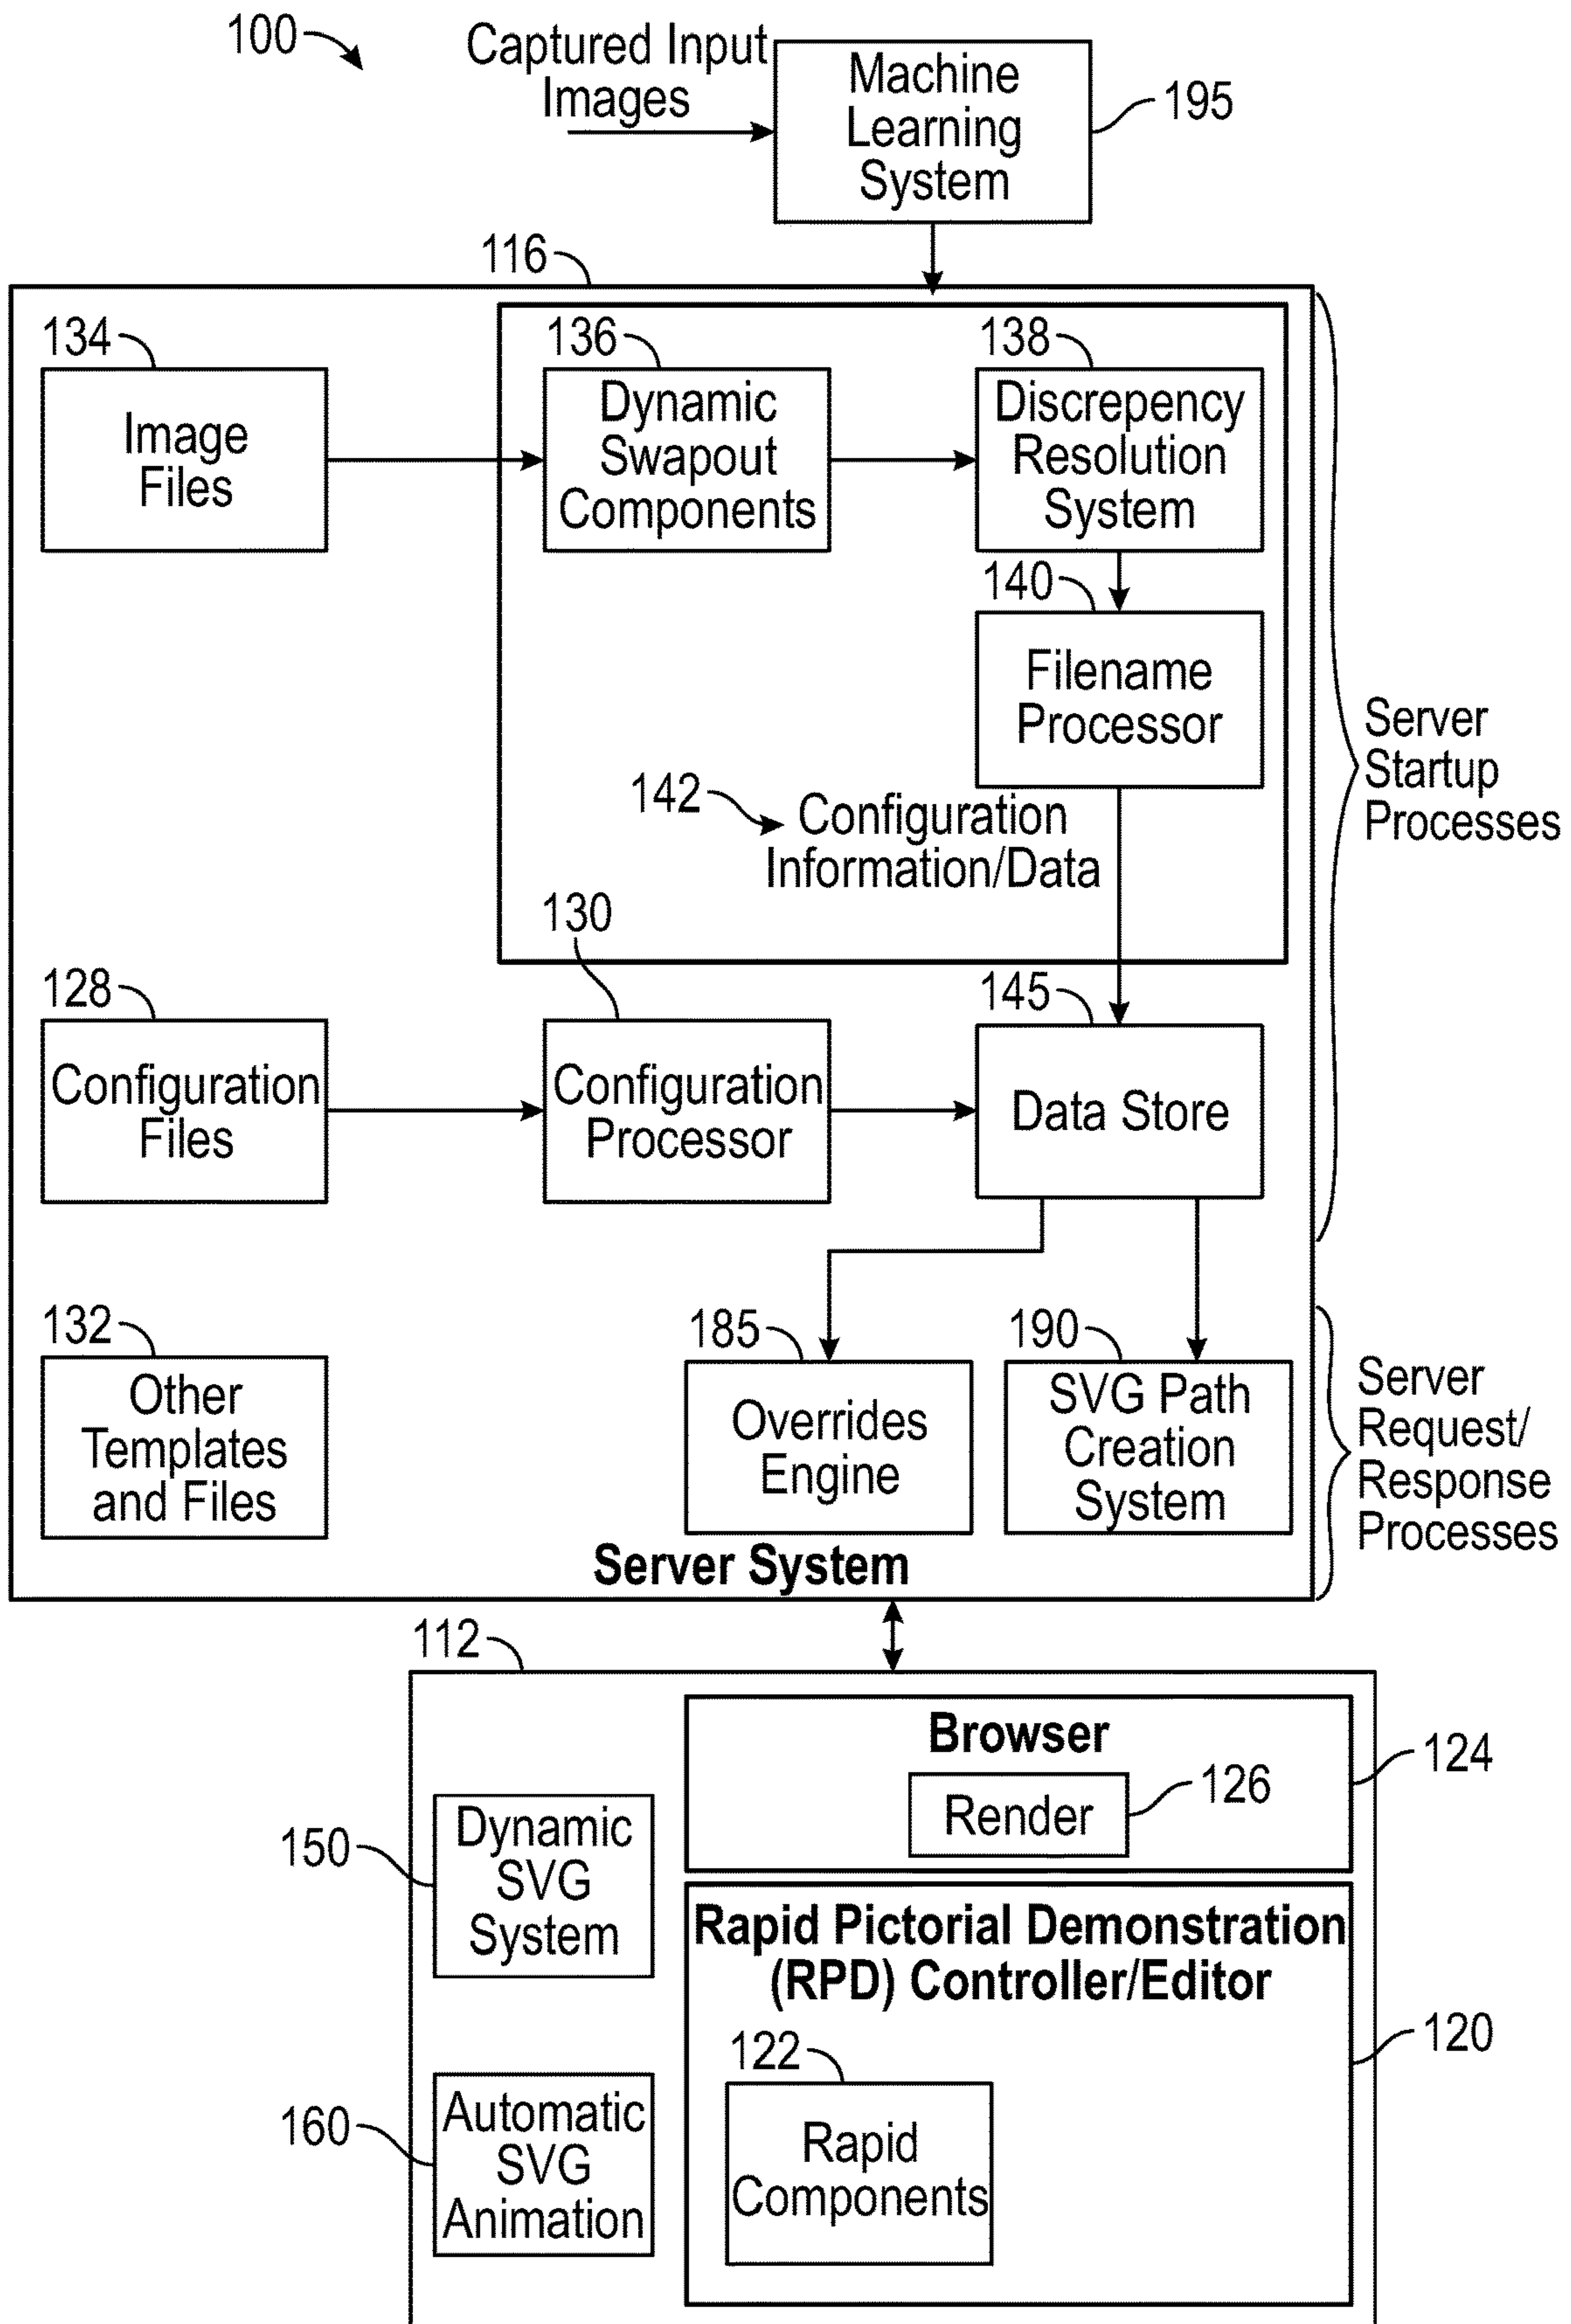 100
Captured Input
Images
Machine
Learning
System
195
116
134
Image
Files
136
Dynamic
Swapout
Components
138
Discrepency
Resolution
System
140
Filename
Processor
142
Configuration
Information/Data
Server
Startup
Processes
128
Configuration
Files
130
Configuration
Processor
145
Data Store
132
Other
Templates
and Files
185
Overrides
Engine
190
SVG Path
Creation
System
Server
Request/
Response
Processes
Server System
112
Browser
124
Render
126
150
Dynamic
SVG
System
Rapid Pictorial Demonstration
(RPD) Controller/Editor
120
122
Rapid
Components
160
Automatic
SVG
Animation